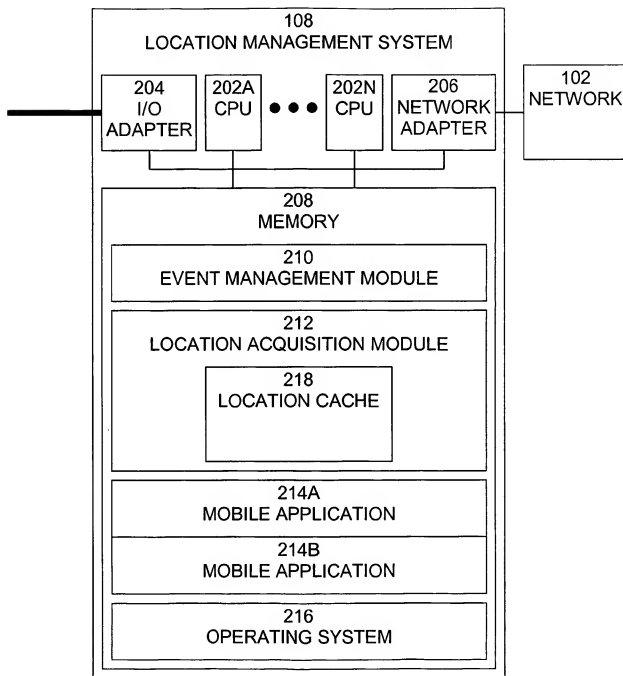 108
LOCATION MANAGEMENT SYSTEM
204
I/O
ADAPTER
202A
CPU
202N
CPU
206
NETWORK
ADAPTER
102
NETWORK
208
MEMORY
210
EVENT MANAGEMENT MODULE
212
LOCATION ACQUISITION MODULE
218
LOCATION CACHE
214A
MOBILE APPLICATION
214B
MOBILE APPLICATION
216
OPERATING SYSTEM